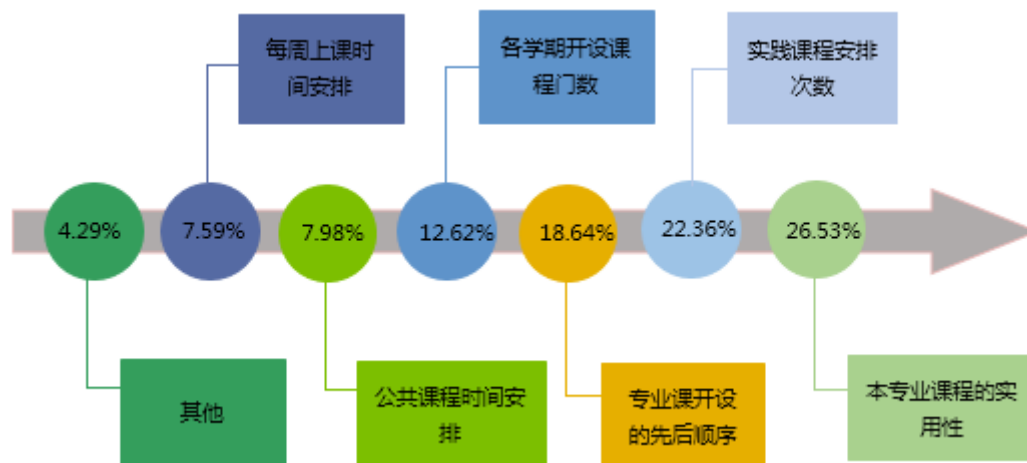 每周上课时
间安排
各学期开设课
程门数
实践课程安排
次数
4.29%
7.59%
7.98%
12.62%
18.64%
22.36%
26.53%
其他
公共课程时间安
排
专业课开设
的先后顺序
本专业课程的实
用性